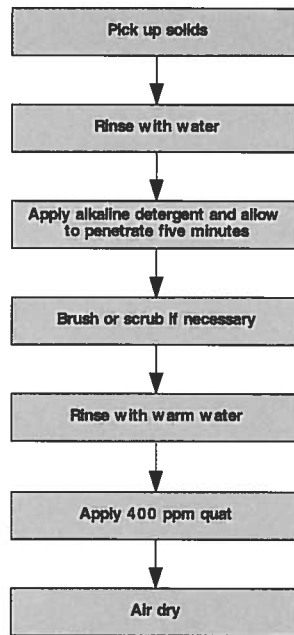 Pick up solids
Rinse with water
Apply alkaline detergent and allow
to penetrate five minutes
Brush or scrub if necessary
Rinse with warm water
Apply 400 ppm quat
Air dry